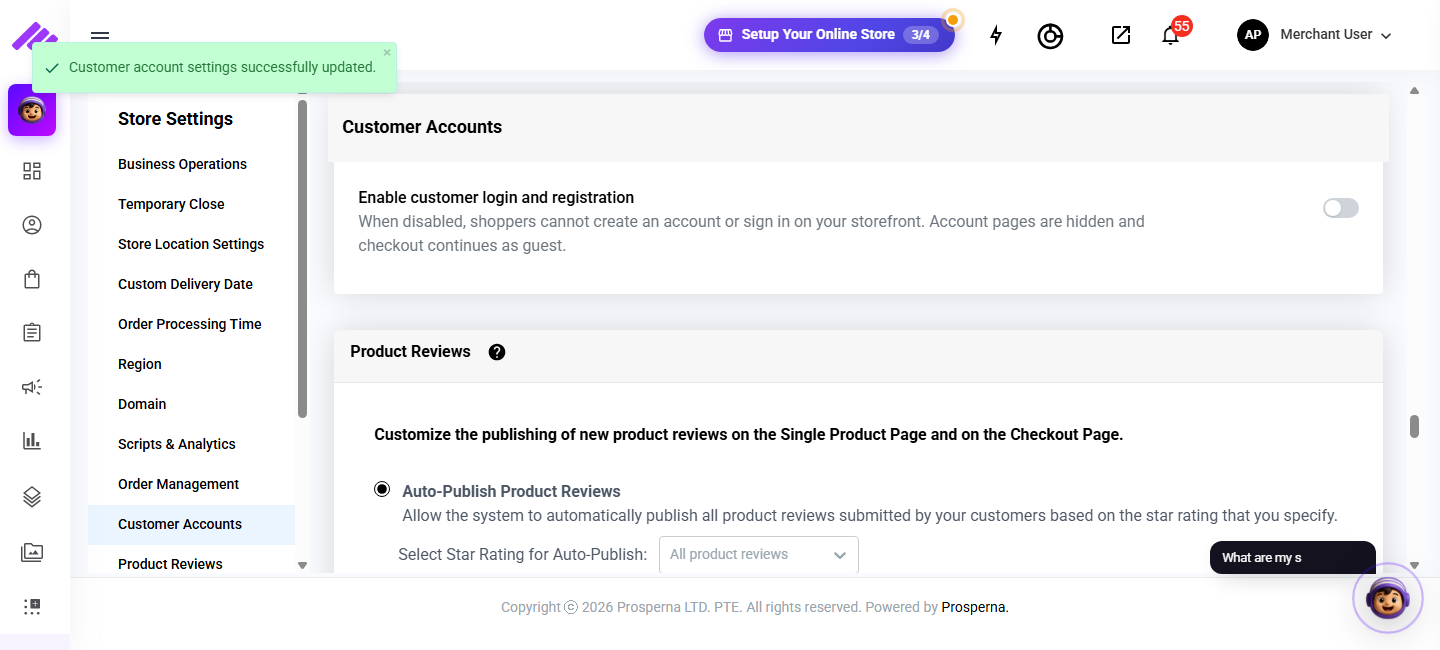 Setup Your Online Store 3/4
55
AP
Merchant User
Customer account settings successfully updated.
×
Store Settings
Business Operations
Temporary Close
Store Location Settings
Custom Delivery Date
Order Processing Time
Region
Domain
Scripts & Analytics
Order Management
Customer Accounts
Product Reviews
Customer Accounts
Enable customer login and registration
When disabled, shoppers cannot create an account or sign in on your storefront. Account pages are hidden and
checkout continues as guest.
Product Reviews ?
Customize the publishing of new product reviews on the Single Product Page and on the Checkout Page.
Auto-Publish Product Reviews
Allow the system to automatically publish all product reviews submitted by your customers based on the star rating that you specify.
Select Star Rating for Auto-Publish: All product reviews
What are my s
Copyright © 2026 Prosperna LTD. PTE. All rights reserved. Powered by Prosperna.